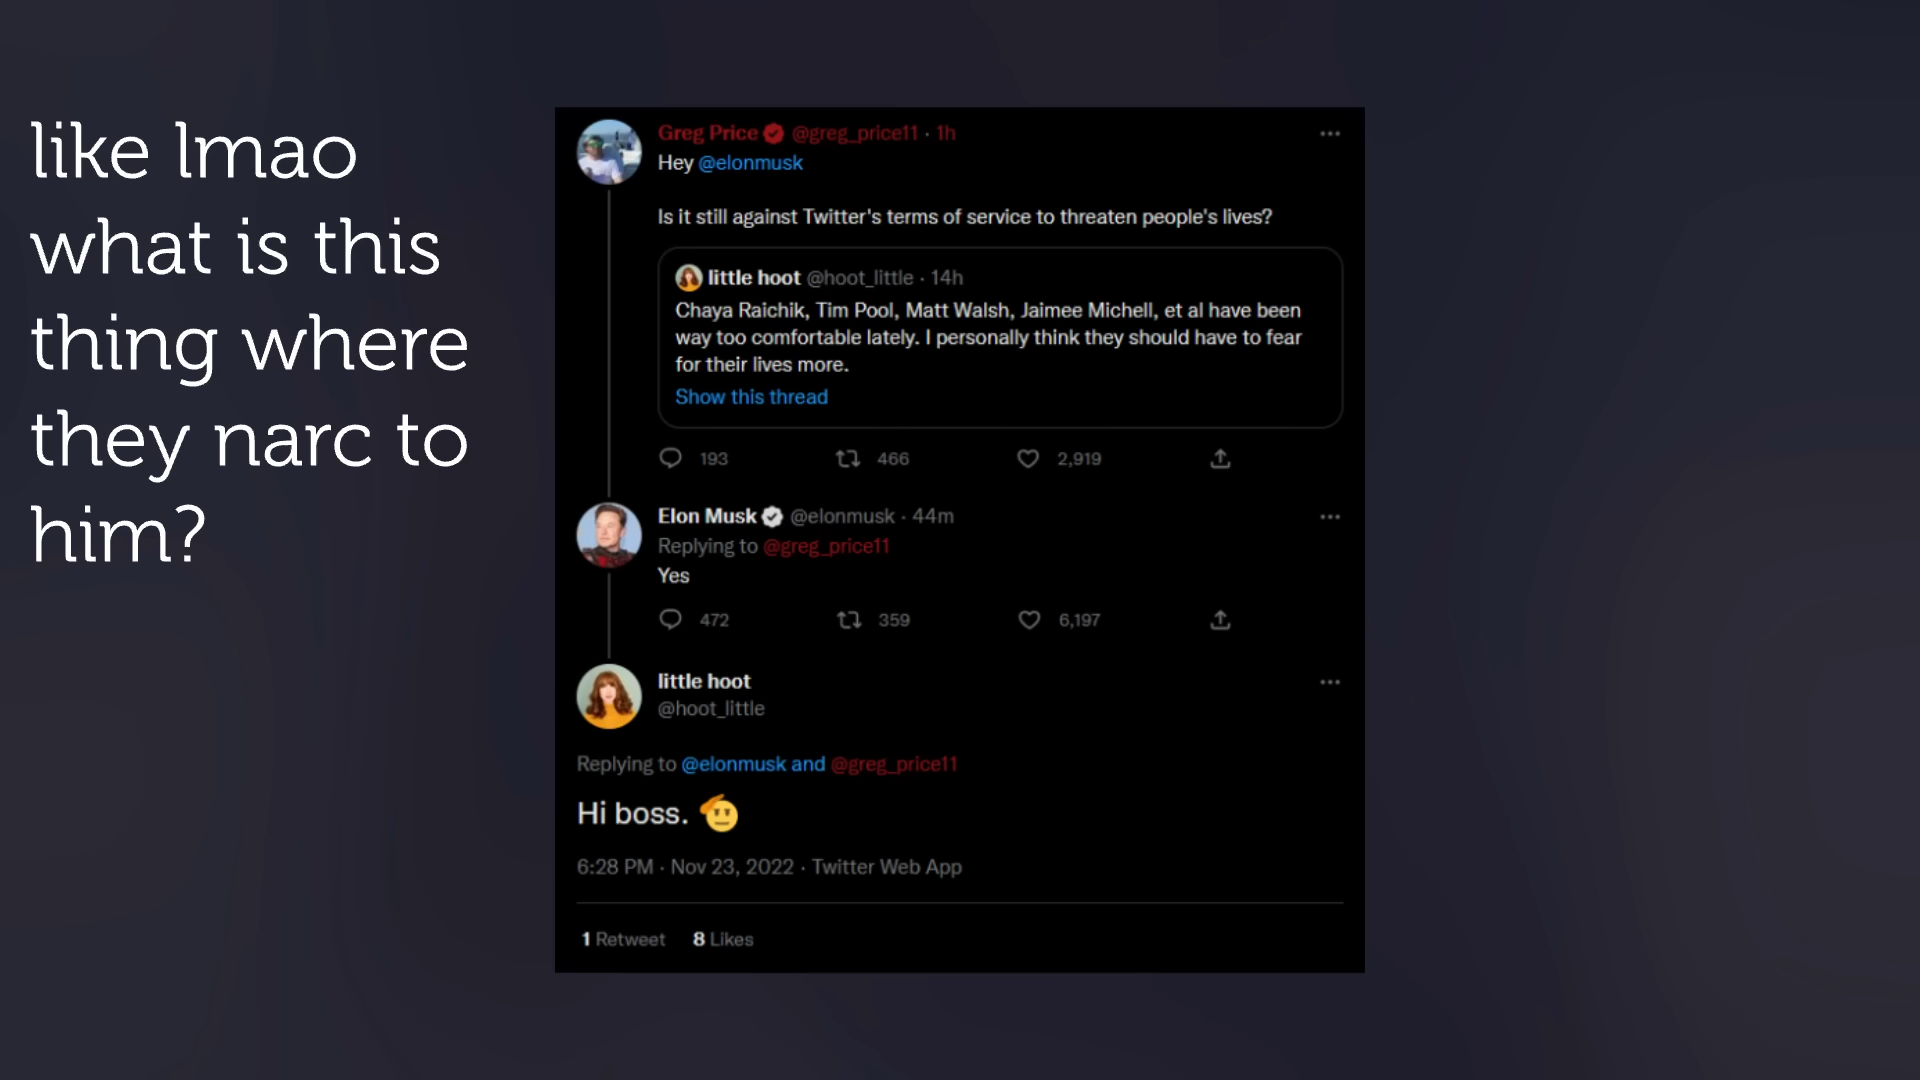 like lmao
what is this
thing where
they narc to
him?
Greg Price @greg_price11 · 1h
Hey @elonmusk
Is it still against Twitter's terms of service to threaten people's lives?
little hoot @hoot_little · 14h
Chaya Raichik, Tim Pool, Matt Walsh, Jaimee Michell, et al have been
way too comfortable lately. I personally think they should have to fear
for their lives more.
Show this thread
193 466 2,919
Elon Musk @elonmusk · 44m
Replying to @greg_price11
Yes
472 359 6,197
little hoot
@hoot_little
Replying to @elonmusk and @greg_price11
Hi boss. 🫡
6:28 PM · Nov 23, 2022 · Twitter Web App
1 Retweet 8 Likes